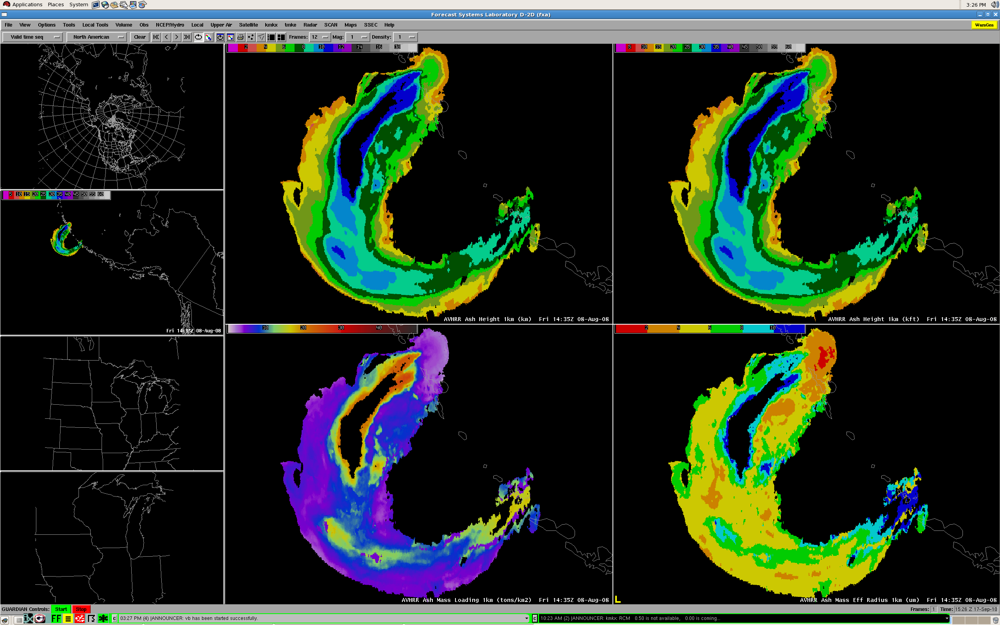 Applications Places System 3:26 PM
Forecast Systems Laboratory D-2D (fxa)
File View Options Tools Local Tools Volume Obs NCEP/Hydro Local Upper Air Satellite kmkx tmke Radar SCAN Maps SSEC Help WarnGen
Valid time seq North American Clear Frames: 12 Mag: 1 Density: 1
2 4 6 8 10 12 14 16 18
5 10 15 20 25 30 35 40 45 50 55 60
5 10 15 20 25 30 35 40 45 50 55 60
Fri 14:35Z 08-Aug-08
AVHRR Ash Height 1km (km) Fri 14:35Z 08-Aug-08
AVHRR Ash Height 1km (kft) Fri 14:35Z 08-Aug-08
10 20 30 40
2 4 6 8 10
AVHRR Ash Mass Loading 1km (tons/km2) Fri 14:35Z 08-Aug-08
L
AVHRR Ash Mass Eff Radius 1km (um) Fri 14:35Z 08-Aug-08
GUARDIAN Controls: Start Stop Frames: 1 Time: 15:26 Z 17-Sep-10
FF c 03:27 PM (4) |ANNOUNCER: vb has been started successfully. c 10:23 AM (2) |ANNOUNCER: kmkx: RCM 0.50 is not available, 0.00 is coming...